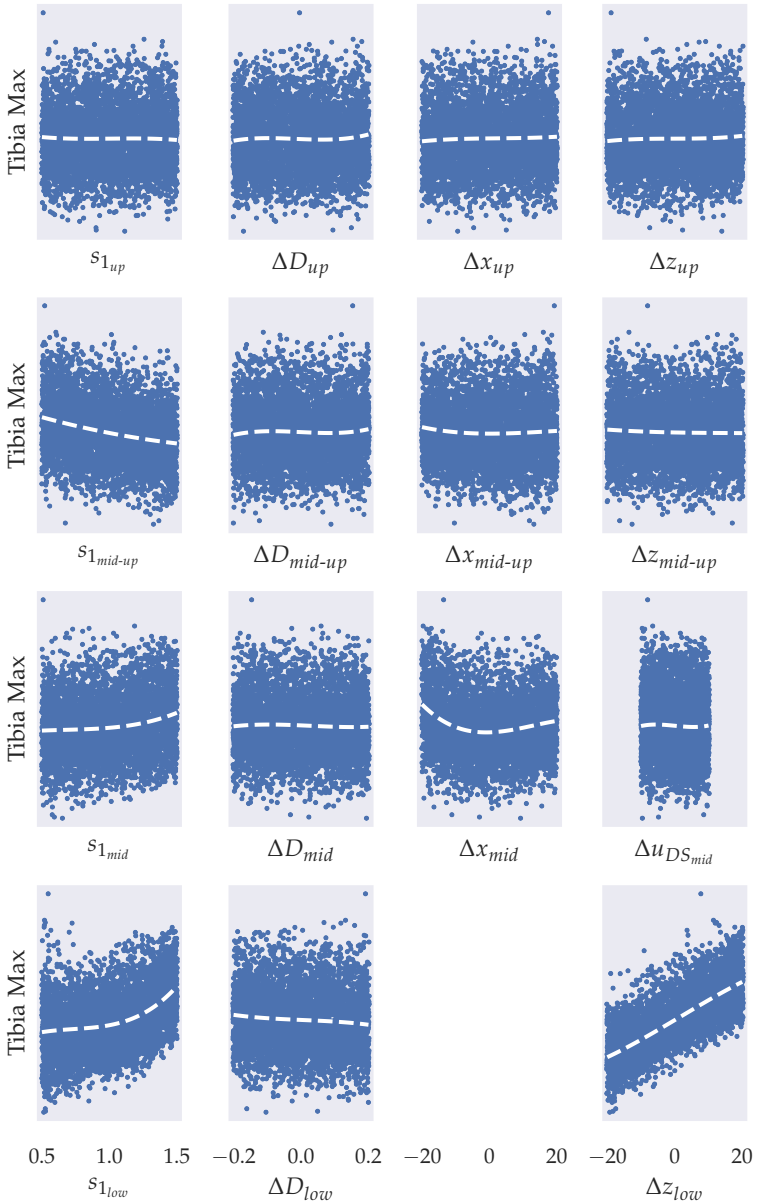 Tibia Max
s1up ΔDup Δxup Δzup
Tibia Max
s1mid-up ΔDmid-up Δxmid-up Δzmid-up
Tibia Max
s1mid ΔDmid Δxmid ΔuDSmid
Tibia Max
0.5 1.0 1.5 −0.2 0.0 0.2 −20 0 −20 0 20
s1low ΔDlow Δzlow